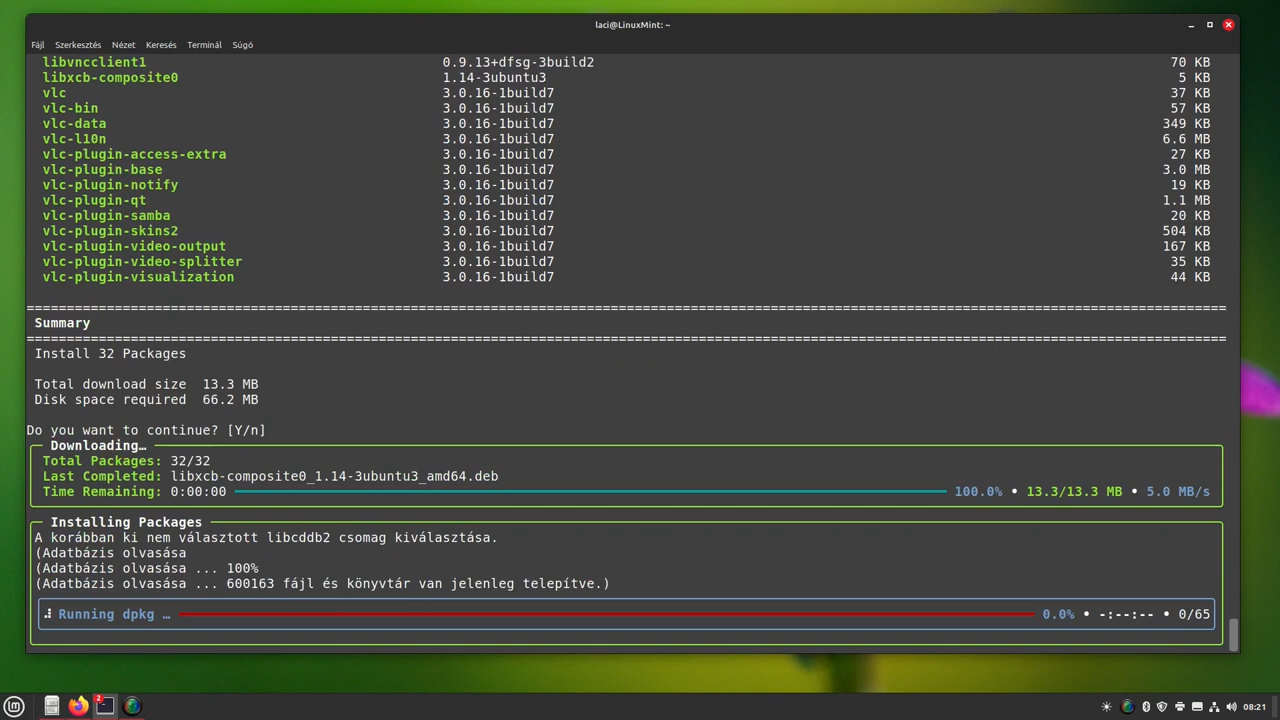 laci@LinuxMint: ~
Fájl Szerkesztés Nézet Keresés Terminál Súgó
libvncclient1 0.9.13+dfsg-3build2 70 KB
libxcb-composite0 1.14-3ubuntu3 5 KB
vlc 3.0.16-1build7 37 KB
vlc-bin 3.0.16-1build7 57 KB
vlc-data 3.0.16-1build7 349 KB
vlc-l10n 3.0.16-1build7 6.6 MB
vlc-plugin-access-extra 3.0.16-1build7 27 KB
vlc-plugin-base 3.0.16-1build7 3.0 MB
vlc-plugin-notify 3.0.16-1build7 19 KB
vlc-plugin-qt 3.0.16-1build7 1.1 MB
vlc-plugin-samba 3.0.16-1build7 20 KB
vlc-plugin-skins2 3.0.16-1build7 504 KB
vlc-plugin-video-output 3.0.16-1build7 167 KB
vlc-plugin-video-splitter 3.0.16-1build7 35 KB
vlc-plugin-visualization 3.0.16-1build7 44 KB
Summary
Install 32 Packages
Total download size 13.3 MB
Disk space required 66.2 MB
Do you want to continue? [Y/n]
Downloading…
Total Packages: 32/32
Last Completed: libxcb-composite0_1.14-3ubuntu3_amd64.deb
Time Remaining: 0:00:00 100.0% • 13.3/13.3 MB • 5.0 MB/s
Installing Packages
A korábban ki nem választott libcddb2 csomag kiválasztása.
(Adatbázis olvasása
(Adatbázis olvasása ... 100%
(Adatbázis olvasása ... 600163 fájl és könyvtár van jelenleg telepítve.)
Running dpkg … 0.0% • -:--:-- • 0/65
2
08:21